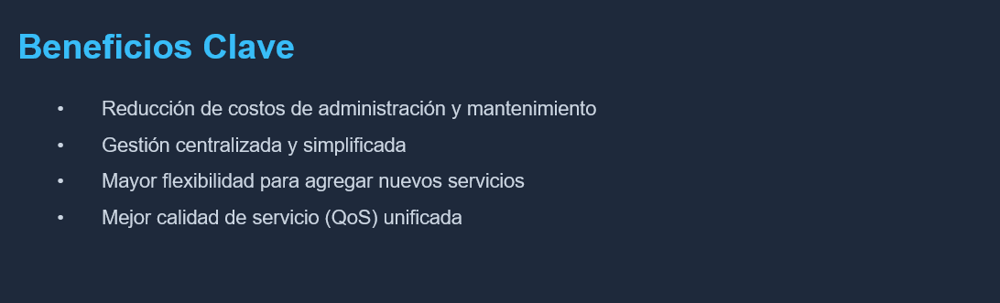 Beneficios Clave
• Reducción de costos de administración y mantenimiento
• Gestión centralizada y simplificada
• Mayor flexibilidad para agregar nuevos servicios
• Mejor calidad de servicio (QoS) unificada